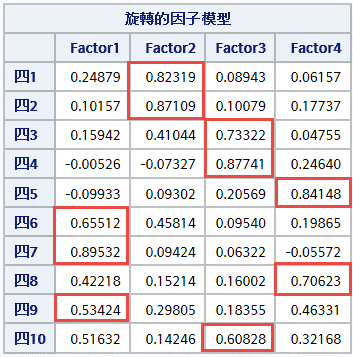 旋轉的因子模型
Factor1 Factor2 Factor3 Factor4
四1 0.24879 0.82319 0.08943 0.06157
四2 0.10157 0.87109 0.10079 0.17737
四3 0.15942 0.41044 0.73322 0.04755
四4 -0.00526 -0.07327 0.87741 0.24640
四5 -0.09933 0.09302 0.20569 0.84148
四6 0.65512 0.45814 0.09540 0.19865
四7 0.89532 0.09424 0.06322 -0.05572
四8 0.42218 0.15214 0.16002 0.70623
四9 0.53424 0.29805 0.18355 0.46331
四10 0.51632 0.14246 0.60828 0.32168